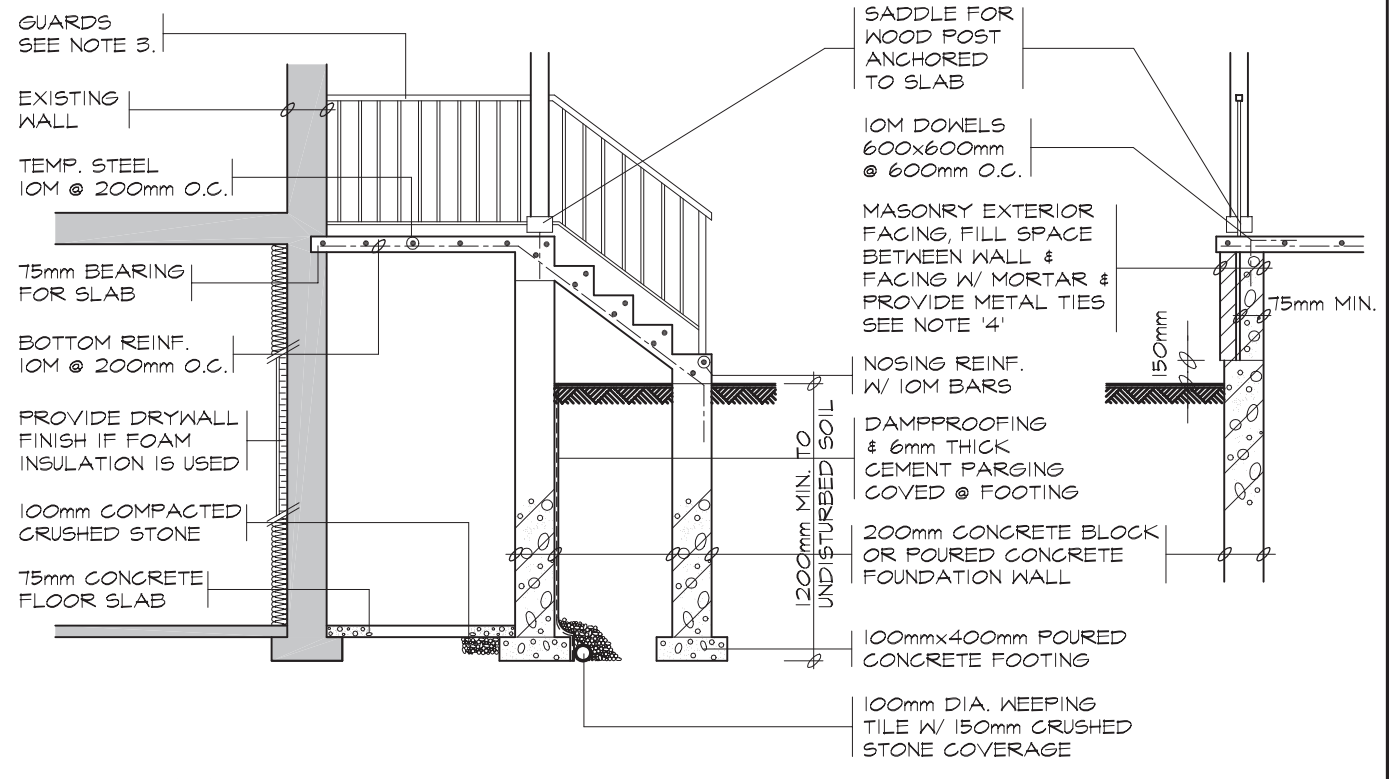 GUARDS
SEE NOTE 3.
EXISTING
WALL
TEMP. STEEL
10M @ 200mm O.C.
75mm BEARING
FOR SLAB
BOTTOM REINF.
10M @ 200mm O.C.
PROVIDE DRYWALL
FINISH IF FOAM
INSULATION IS USED
100mm COMPACTED
CRUSHED STONE
75mm CONCRETE
FLOOR SLAB
1200mm MIN. TO
UNDISTURBED SOIL
SADDLE FOR
WOOD POST
ANCHORED
TO SLAB
10M DOWELS
600x600mm
@ 600mm O.C.
MASONRY EXTERIOR
FACING, FILL SPACE
BETWEEN WALL &
FACING W/ MORTAR &
PROVIDE METAL TIES
SEE NOTE '4'
NOSING REINF.
W/ 10M BARS
DAMPPROOFING
& 6mm THICK
CEMENT PARGING
COVED @ FOOTING
200mm CONCRETE BLOCK
OR POURED CONCRETE
FOUNDATION WALL
100mmx400mm POURED
CONCRETE FOOTING
100mm DIA. WEEPING
TILE W/ 150mm CRUSHED
STONE COVERAGE
150mm
75mm MIN.